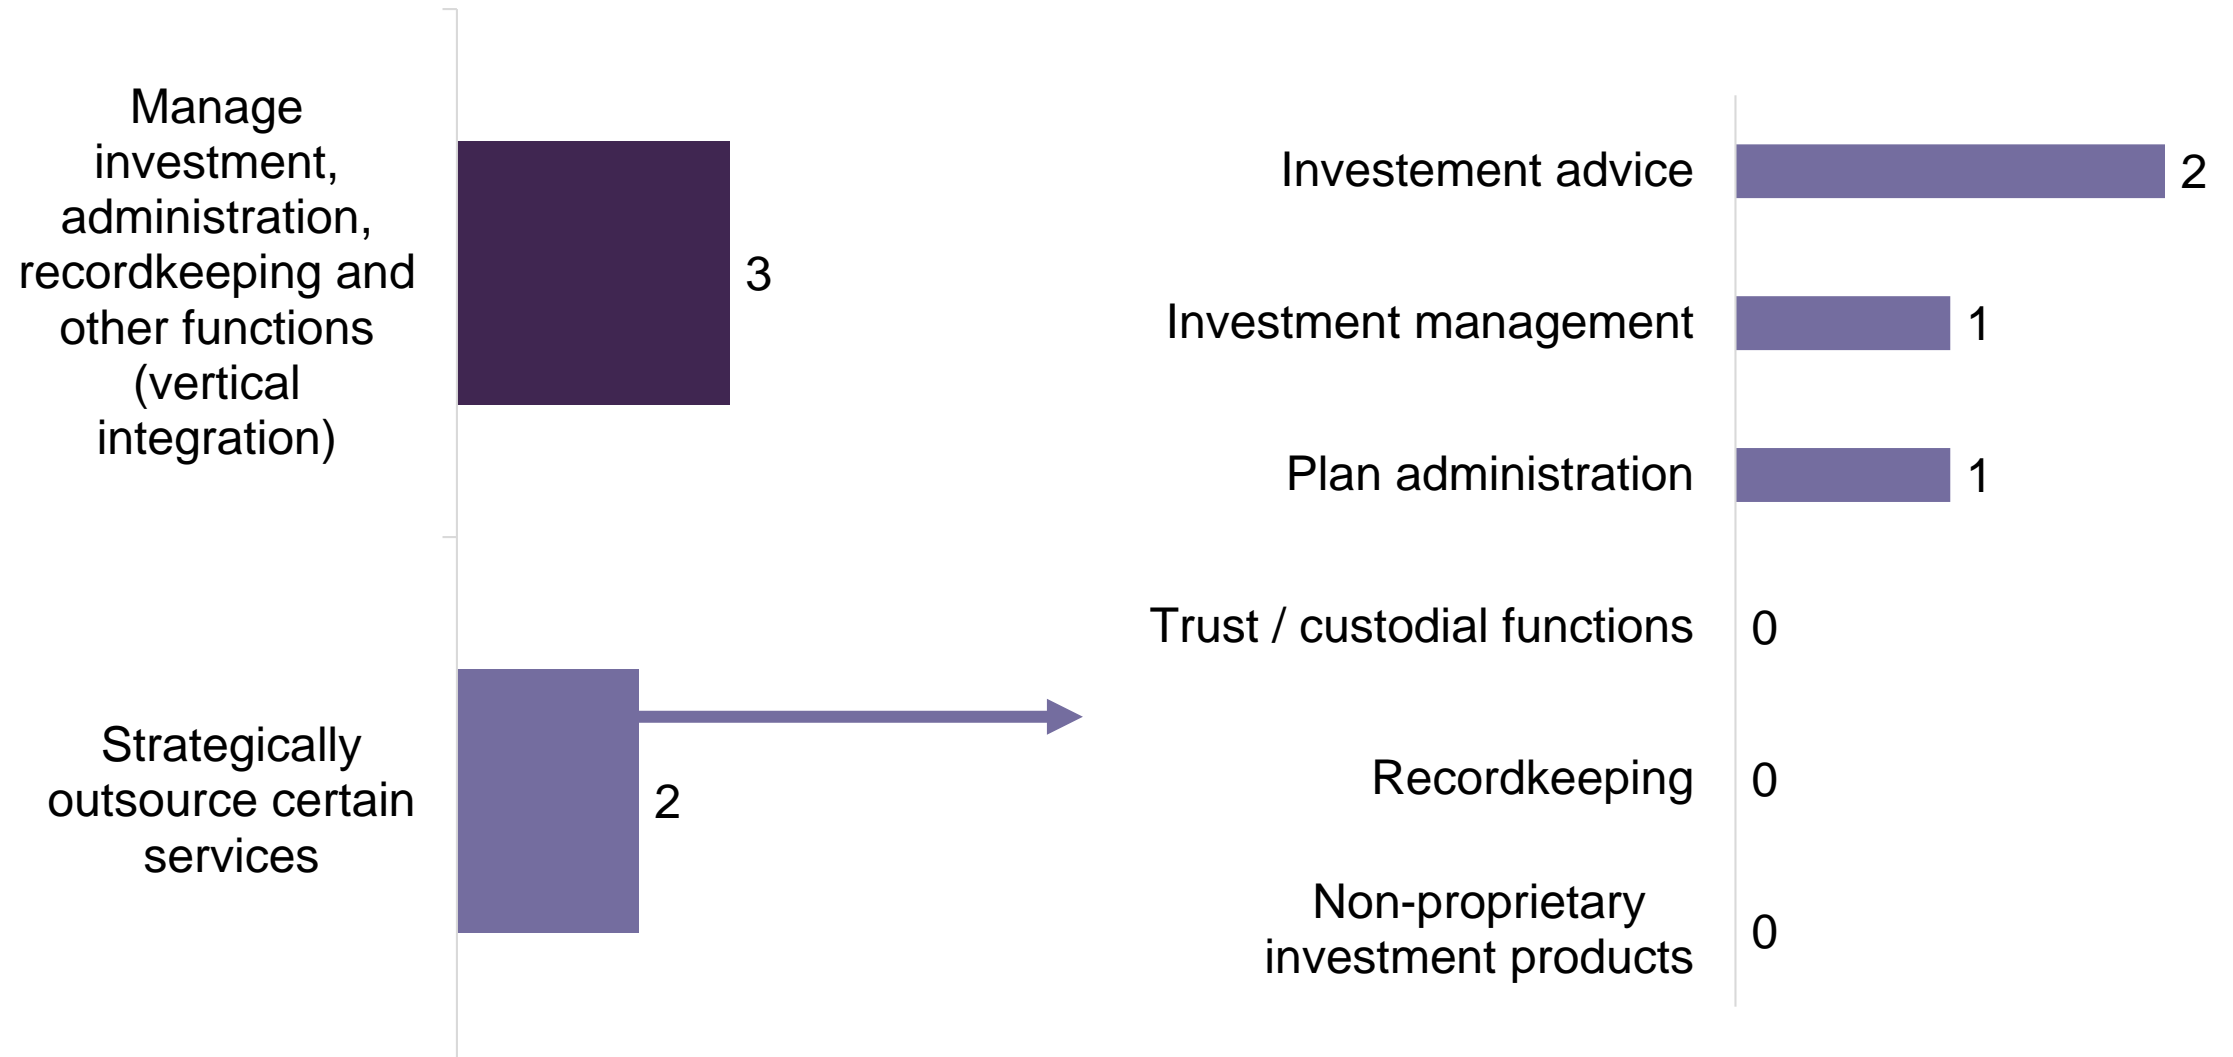 Manage
investment,
administration,
recordkeeping and
other functions
(vertical
integration)
3
Strategically
outsource certain
services
2
Investement advice
2
Investment management
1
Plan administration
1
Trust / custodial functions
0
Recordkeeping
0
Non-proprietary
investment products
0